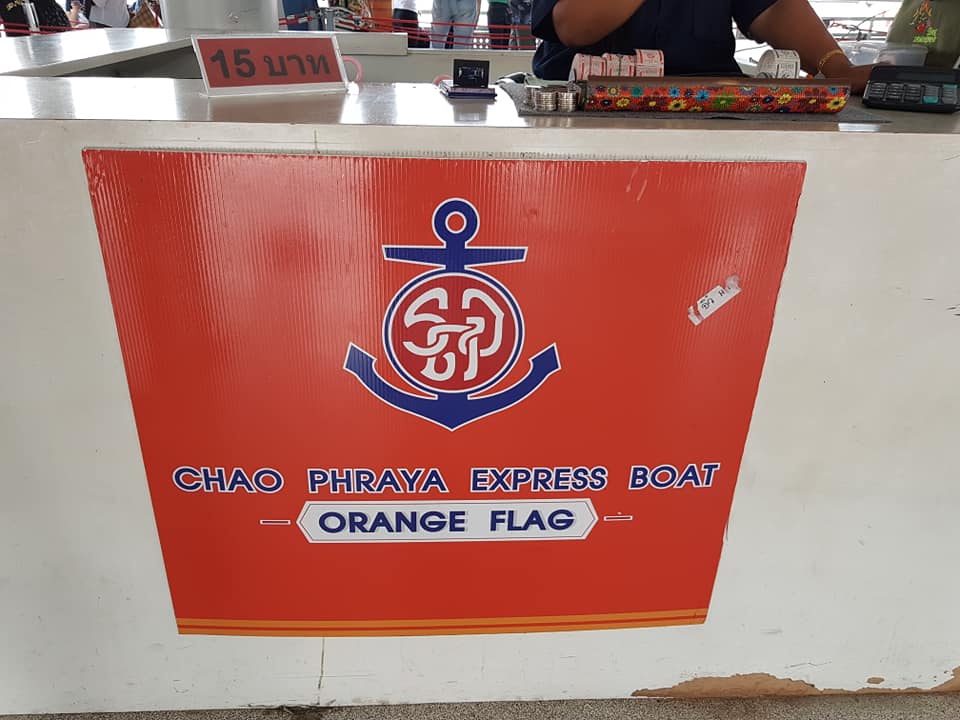 15 บาท
CHAO PHRAYA EXPRESS BOAT
ORANGE FLAG